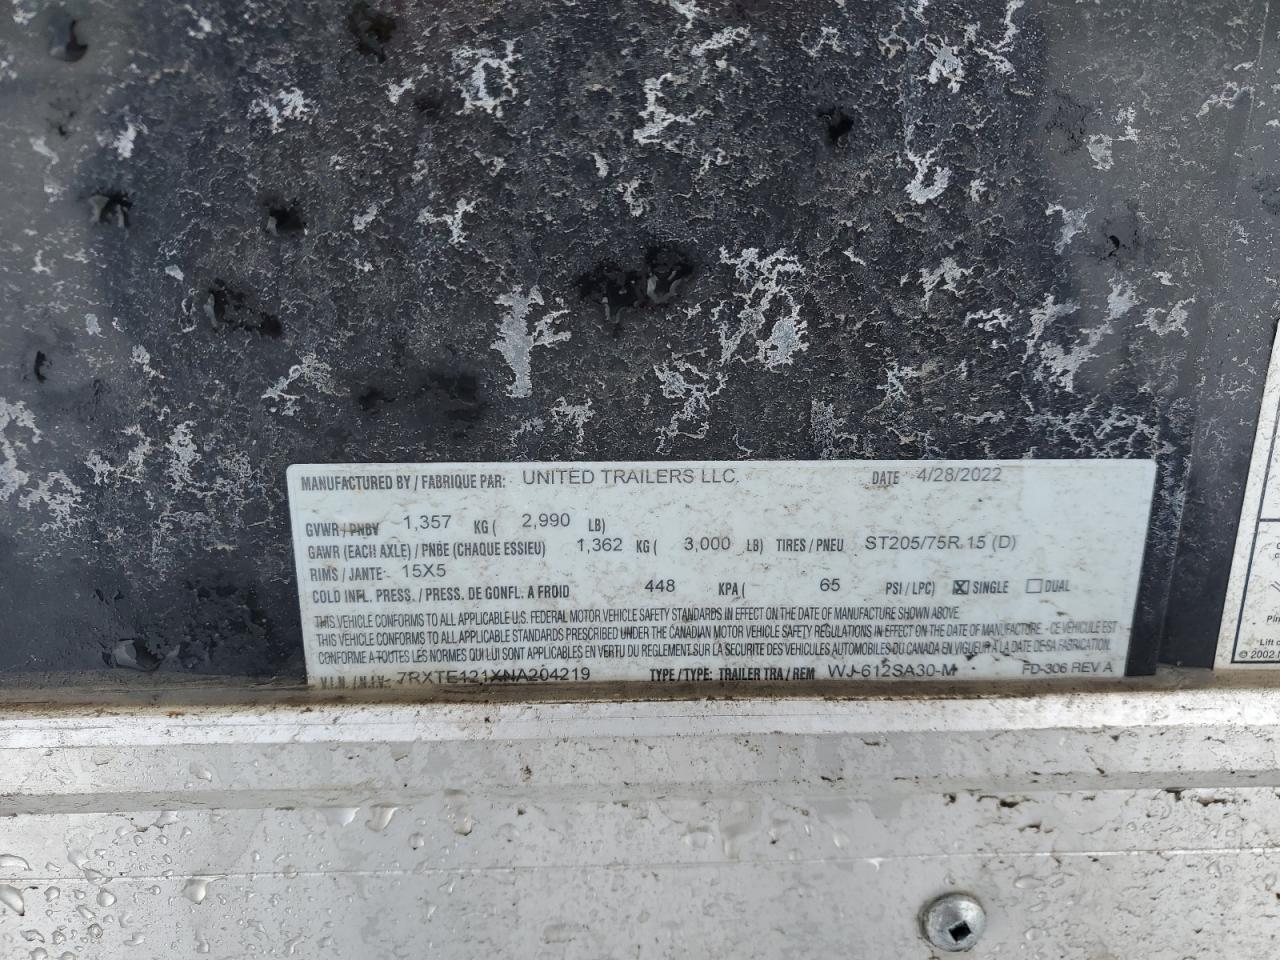 MANUFACTURED BY / FABRIQUE PAR: UNITED TRAILERS LLC. DATE 4/28/2022
GVWR / PNBV 1,357 KG ( 2,990 LB)
GAWR (EACH AXLE) / PNBE (CHAQUE ESSIEU) 1,362 KG ( 3,000 LB) TIRES / PNEU ST205/75R 15 (D)
RIMS / JANTE 15X5
COLD INFL. PRESS. / PRESS. DE GONFL. A FROID 448 KPA ( 65 PSI / LPC) ☒ SINGLE ☐ DUAL
THIS VEHICLE CONFORMS TO ALL APPLICABLE U.S. FEDERAL MOTOR VEHICLE SAFETY STANDARDS IN EFFECT ON THE DATE OF MANUFACTURE SHOWN ABOVE.
THIS VEHICLE CONFORMS TO ALL APPLICABLE STANDARDS PRESCRIBED UNDER THE CANADIAN MOTOR VEHICLE SAFETY REGULATIONS IN EFFECT ON THE DATE OF MANUFACTURE - CE VÉHICULE EST
CONFORME A TOUTES LES NORMES QUI LUI SONT APPLICABLES EN VERTU DU REGLEMENT SUR LA SECURITE DES VEHICULES AUTOMOBILES DU CANADA EN VIGUEUR A LA DATE DE SA FABRICATION.
V.I.N. / N.I.V.: 7RXTE121XNA204219 TYPE / TYPE: TRAILER TRA / REM WJ-612SA30-M FD-306 REV A
Lift
© 2002